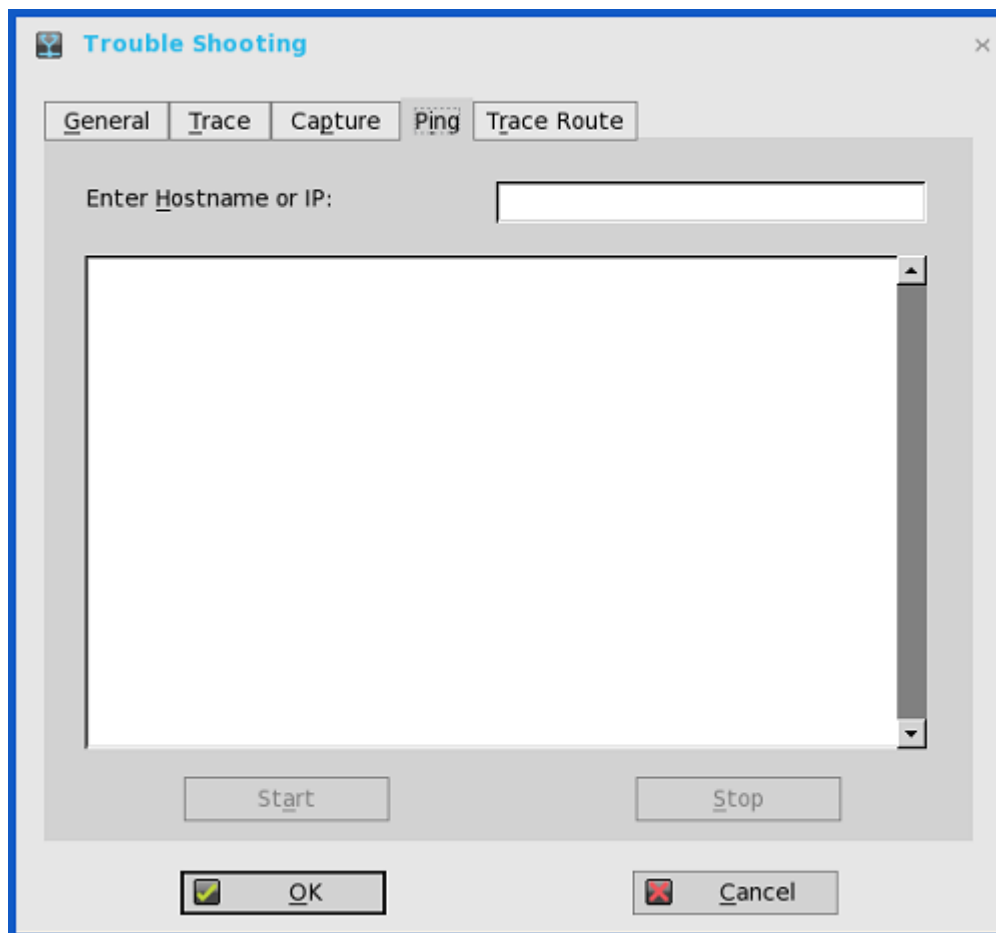 Trouble Shooting
General Trace Capture Ping Trace Route
Enter Hostname or IP:
Start Stop
OK Cancel